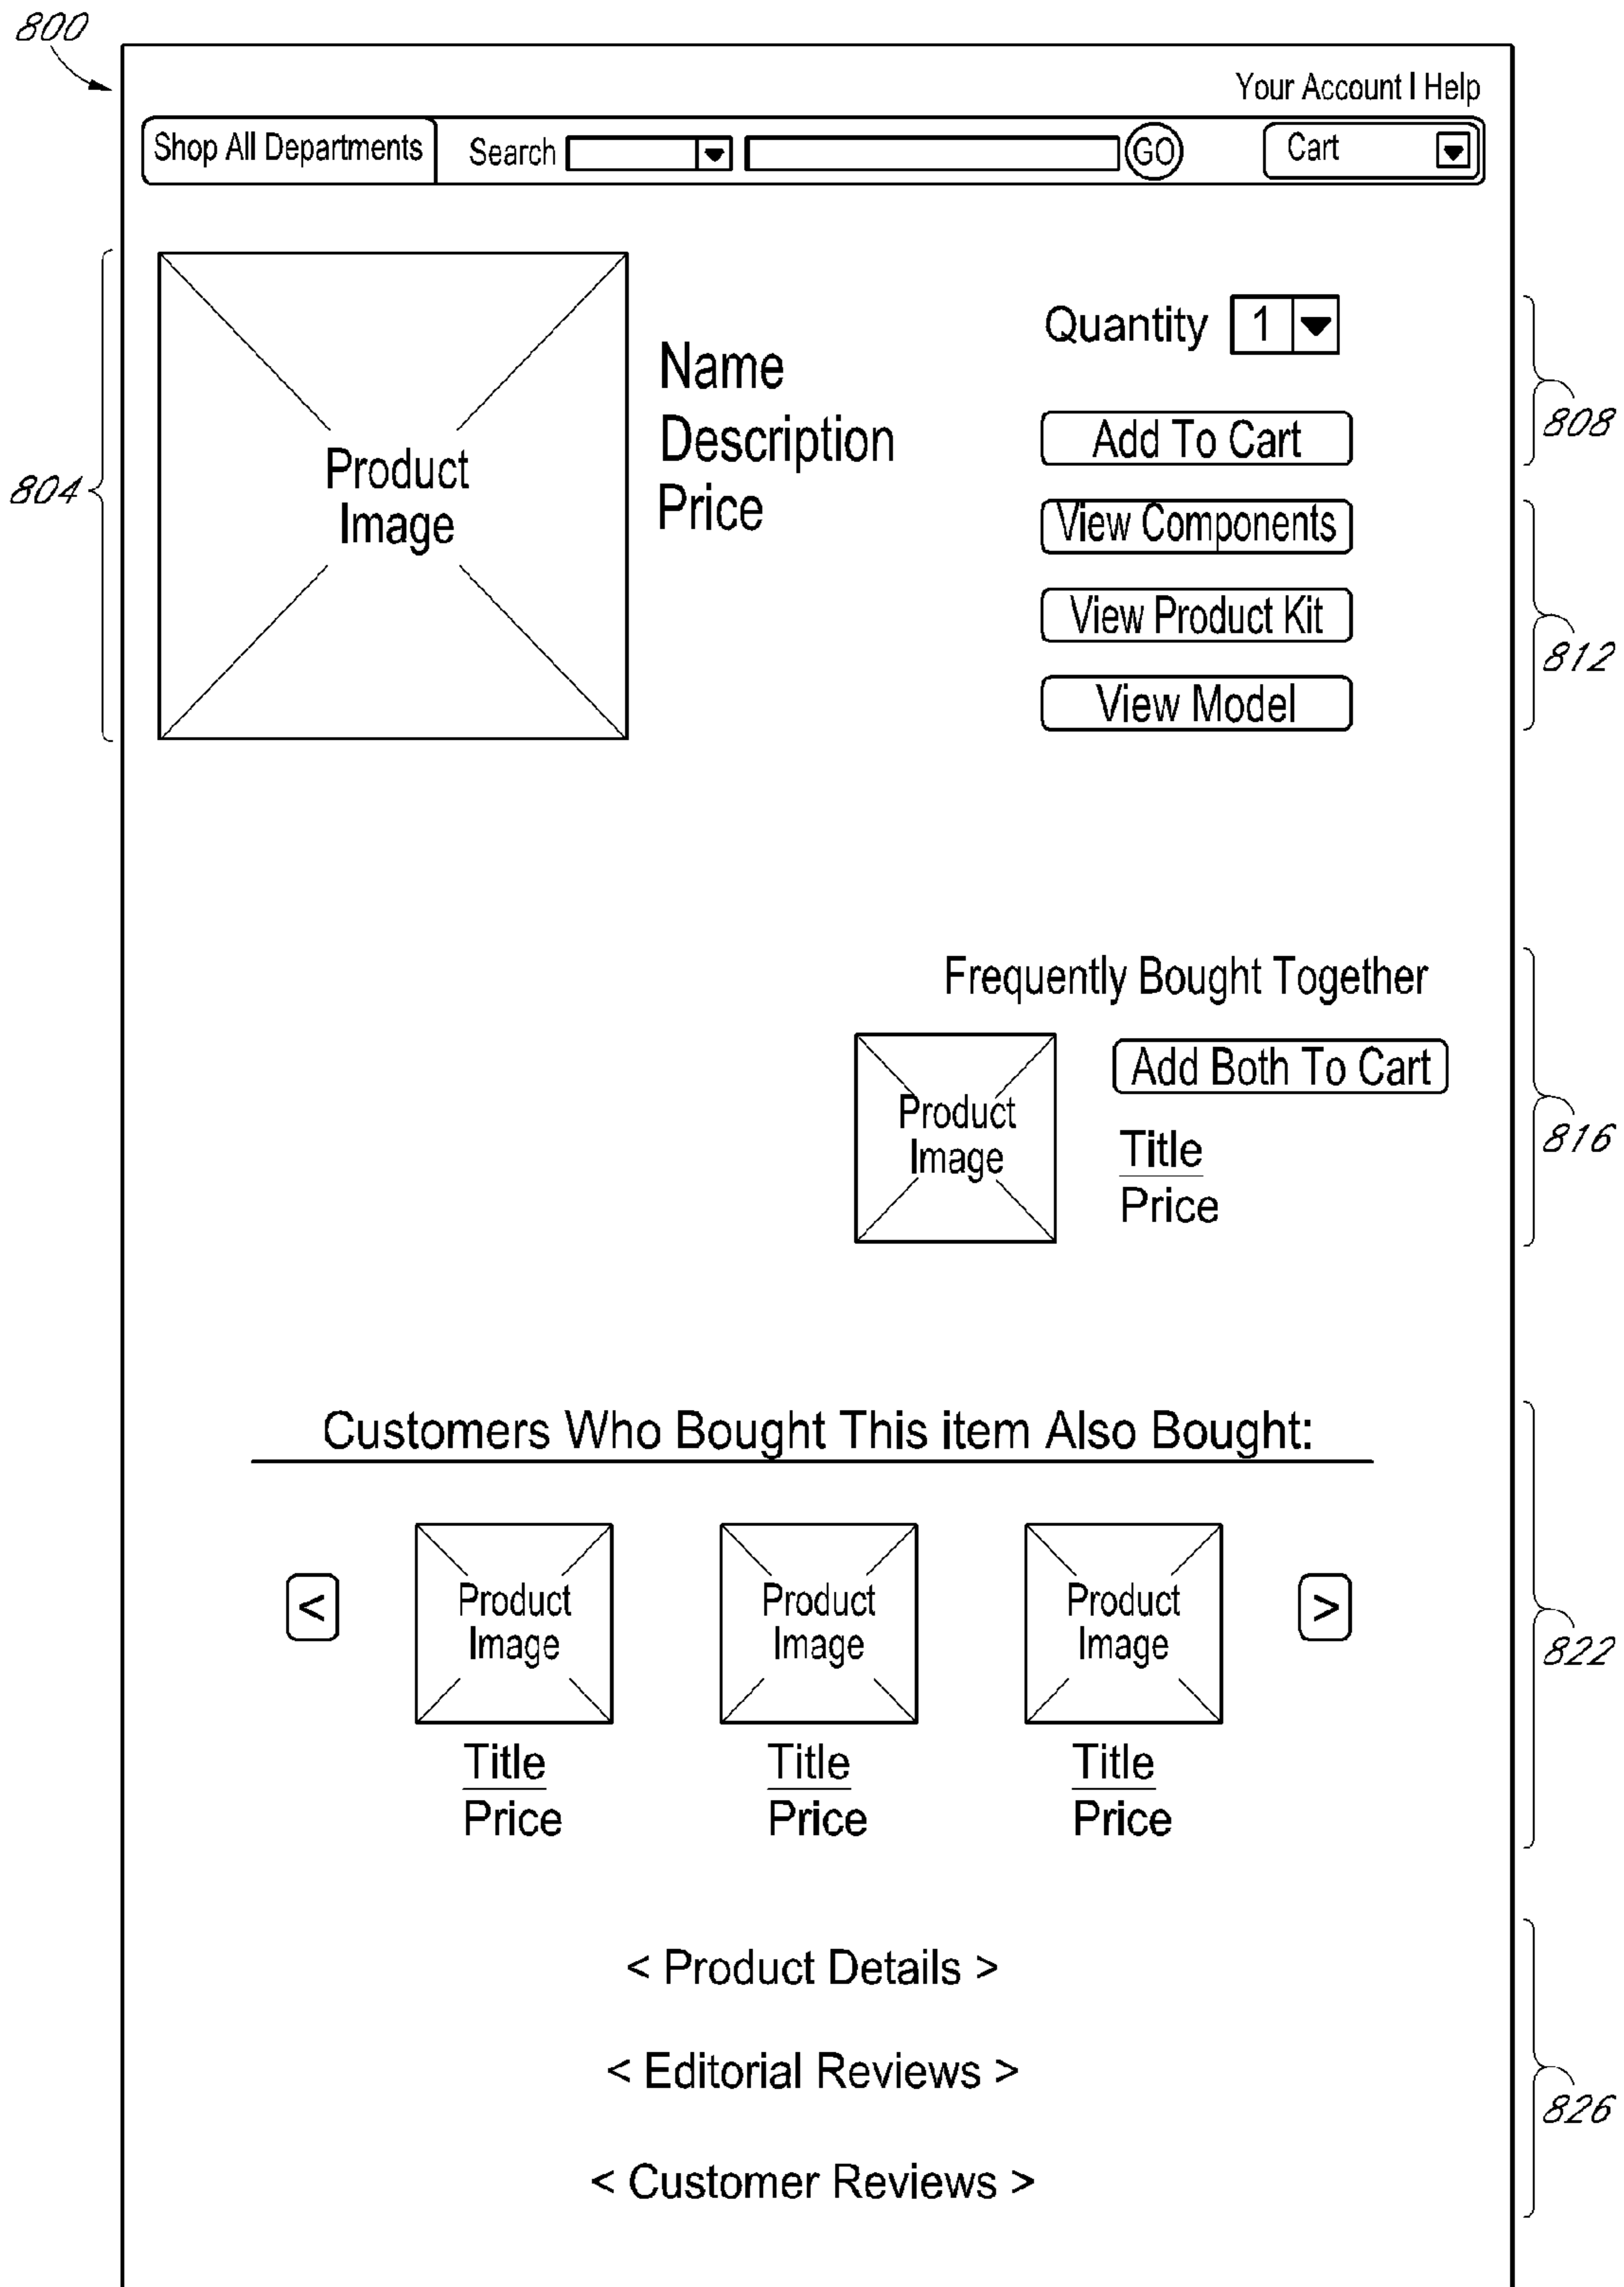 800
Your Account | Help
Shop All Departments Search GO Cart
804
Product
Image
Name
Description
Price
Quantity 1
Add To Cart
808
View Components
View Product Kit
View Model
812
Frequently Bought Together
Product
Image
Add Both To Cart
Title
Price
816
Customers Who Bought This item Also Bought:
< Product Product Product >
Image Image Image
Title Title Title
Price Price Price
822
< Product Details >
< Editorial Reviews >
< Customer Reviews >
826